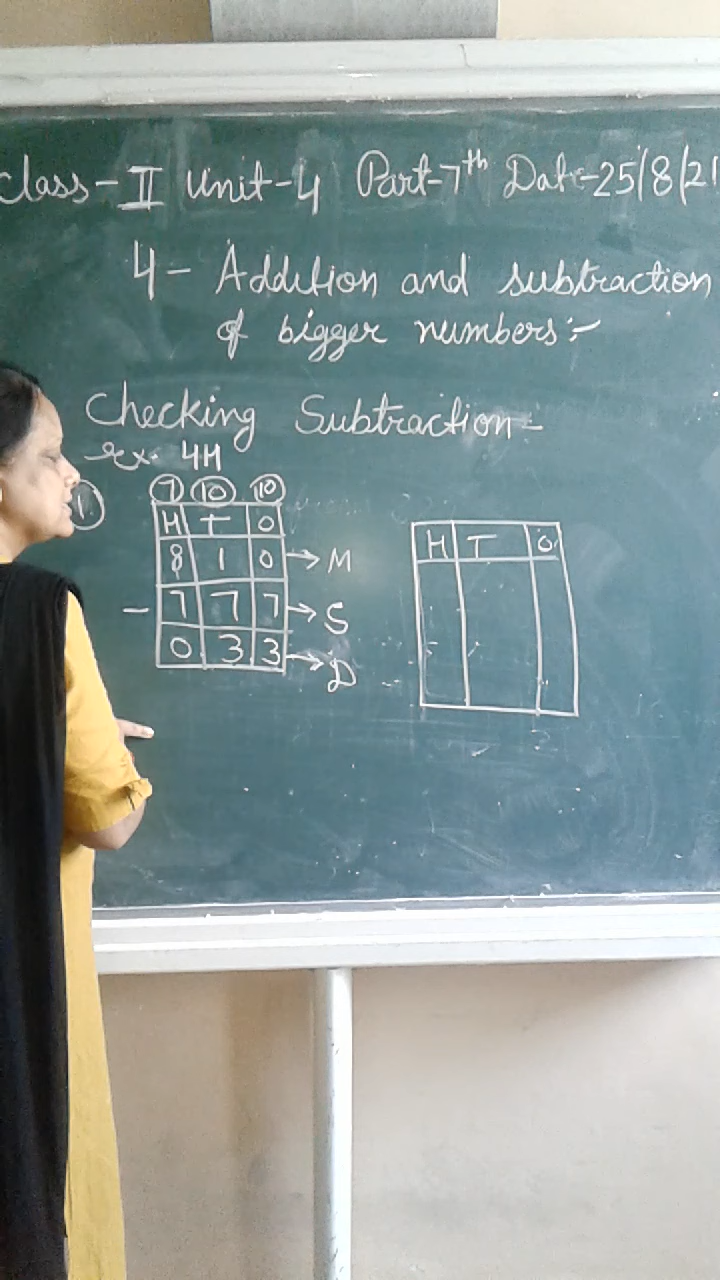 Class-II Unit-4 Part-7th Date-25/8/21
4- Addition and subtraction
of bigger numbers:-
Checking Subtraction-
Ex. 4H
1. 7 10 10
H T O
8 1 0 → M
- 7 7 7 → S
0 3 3 → D
H T O